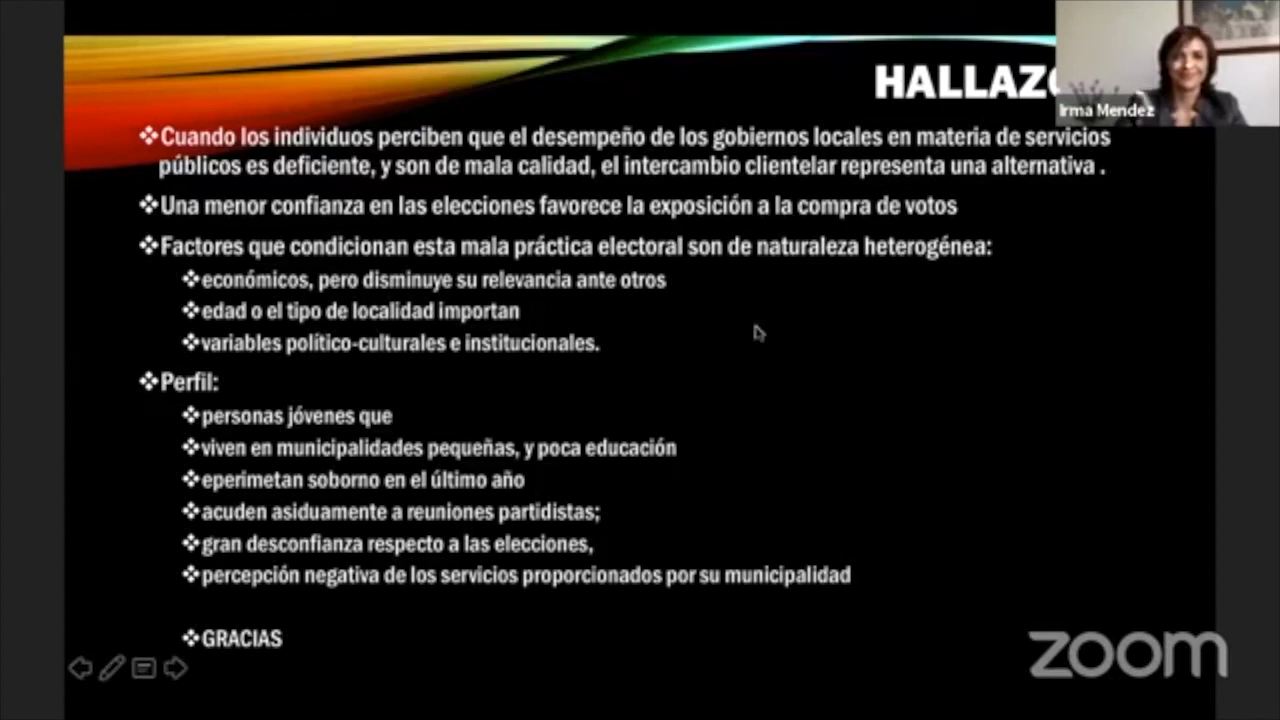 HALLAZG
Irma Mendez
❖Cuando los individuos perciben que el desempeño de los gobiernos locales en materia de servicios
públicos es deficiente, y son de mala calidad, el intercambio clientelar representa una alternativa .
❖Una menor confianza en las elecciones favorece la exposición a la compra de votos
❖Factores que condicionan esta mala práctica electoral son de naturaleza heterogénea:
❖económicos, pero disminuye su relevancia ante otros
❖edad o el tipo de localidad importan
❖variables político-culturales e institucionales.
❖Perfil:
❖personas jóvenes que
❖viven en municipalidades pequeñas, y poca educación
❖eperimetan soborno en el último año
❖acuden asiduamente a reuniones partidistas;
❖gran desconfianza respecto a las elecciones,
❖percepción negativa de los servicios proporcionados por su municipalidad
❖GRACIAS
zoom